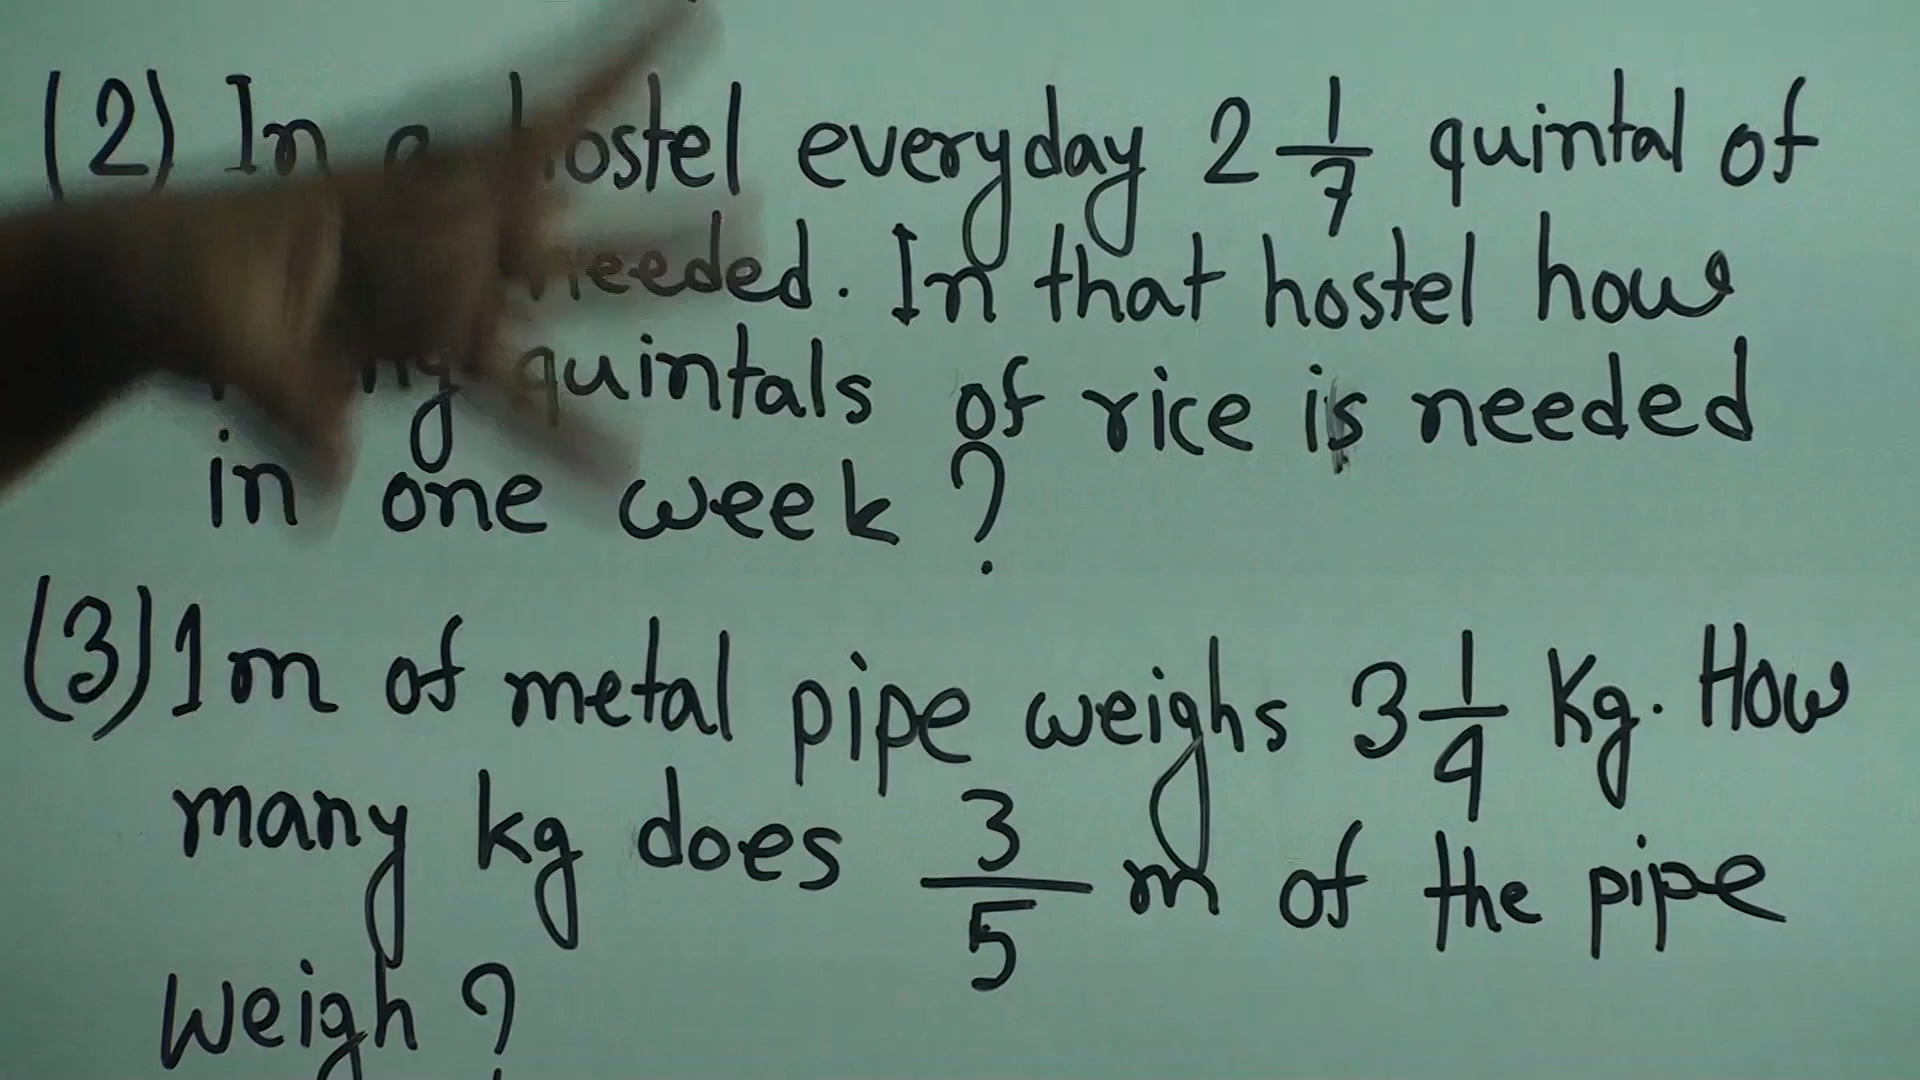 (2) In a hostel everyday 2 1/7 quintal of
needed. In that hostel how
quintals of rice is needed
in one week ?
(3) 1m of metal pipe weighs 3 1/4 Kg. How
many kg does 3/5 m of the pipe
weigh ?